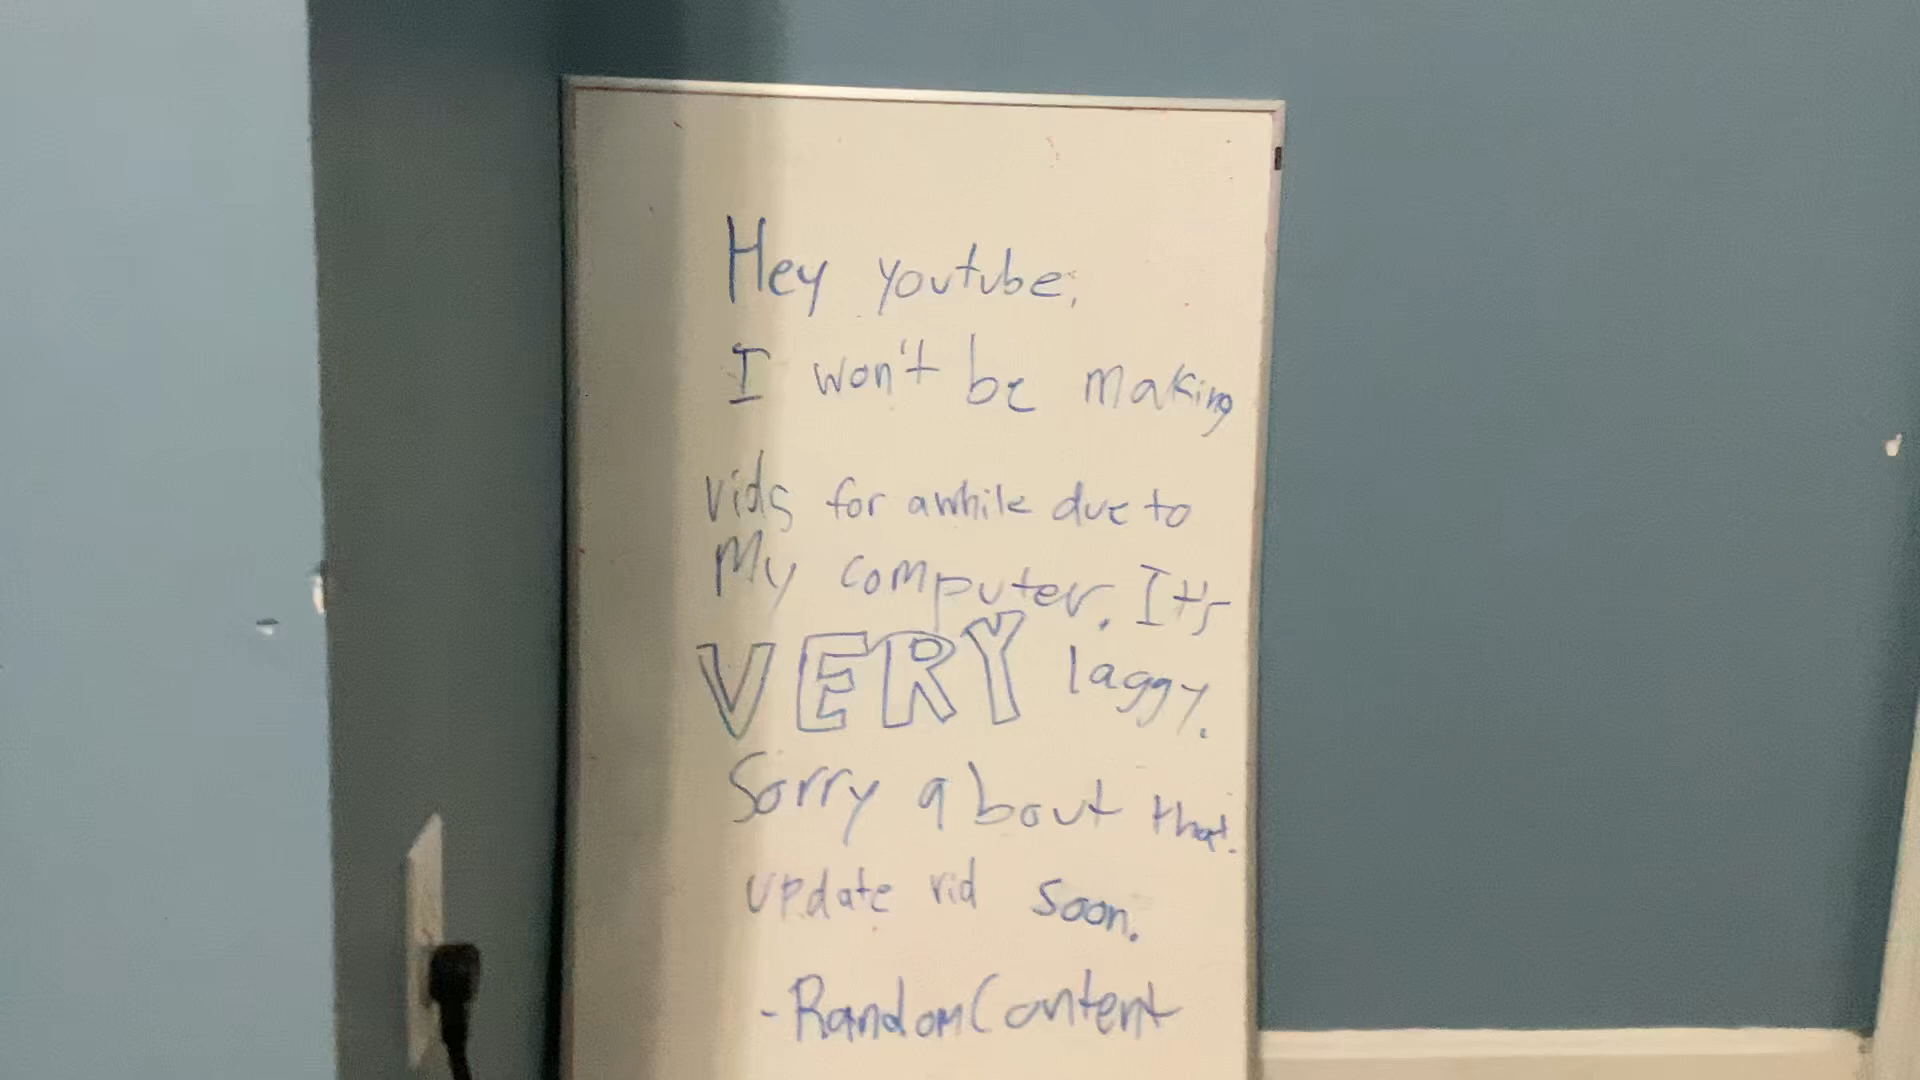 Hey youtube,
I won't be making
vids for awhile due to
My computer. It's
VERY laggy.
Sorry about that.
update vid soon.
-RandomContent